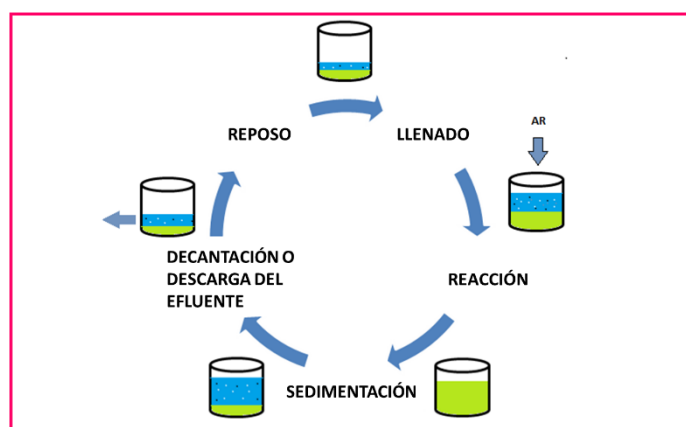 AR
REPOSO
LLENADO
DECANTACIÓN O
DESCARGA DEL
EFLUENTE
REACCIÓN
SEDIMENTACIÓN